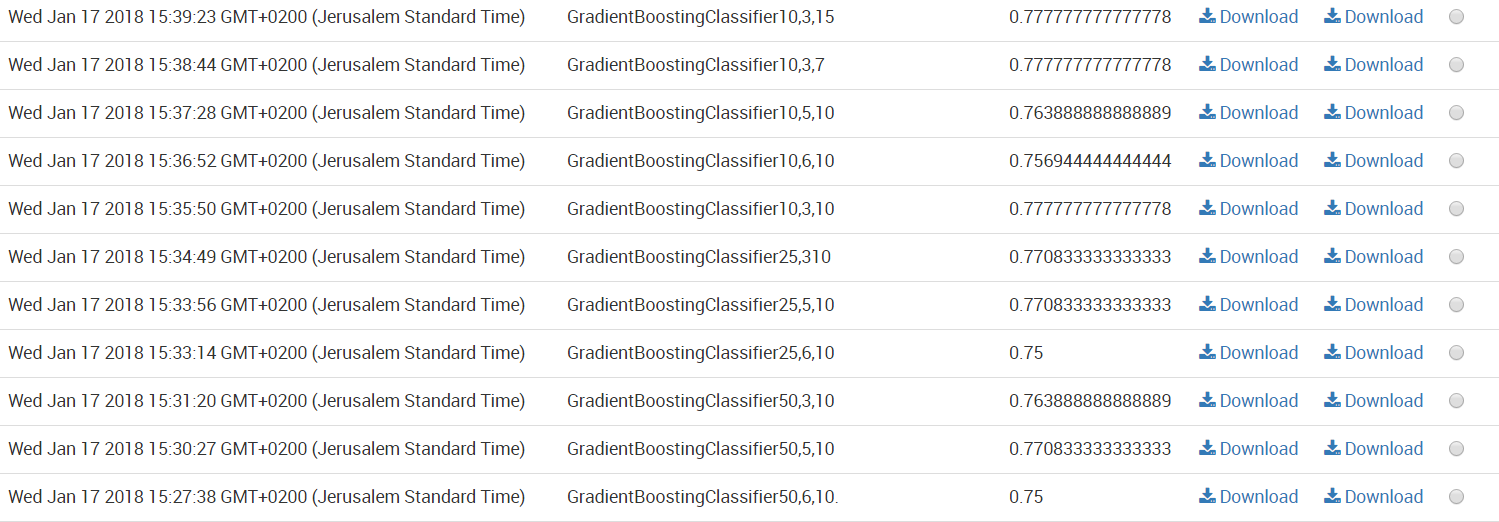 Wed Jan 17 2018 15:39:23 GMT+0200 (Jerusalem Standard Time) GradientBoostingClassifier10,3,15 0.777777777777778 Download Download
Wed Jan 17 2018 15:38:44 GMT+0200 (Jerusalem Standard Time) GradientBoostingClassifier10,3,7 0.777777777777778 Download Download
Wed Jan 17 2018 15:37:28 GMT+0200 (Jerusalem Standard Time) GradientBoostingClassifier10,5,10 0.763888888888889 Download Download
Wed Jan 17 2018 15:36:52 GMT+0200 (Jerusalem Standard Time) GradientBoostingClassifier10,6,10 0.756944444444444 Download Download
Wed Jan 17 2018 15:35:50 GMT+0200 (Jerusalem Standard Time) GradientBoostingClassifier10,3,10 0.777777777777778 Download Download
Wed Jan 17 2018 15:34:49 GMT+0200 (Jerusalem Standard Time) GradientBoostingClassifier25,310 0.770833333333333 Download Download
Wed Jan 17 2018 15:33:56 GMT+0200 (Jerusalem Standard Time) GradientBoostingClassifier25,5,10 0.770833333333333 Download Download
Wed Jan 17 2018 15:33:14 GMT+0200 (Jerusalem Standard Time) GradientBoostingClassifier25,6,10 0.75 Download Download
Wed Jan 17 2018 15:31:20 GMT+0200 (Jerusalem Standard Time) GradientBoostingClassifier50,3,10 0.763888888888889 Download Download
Wed Jan 17 2018 15:30:27 GMT+0200 (Jerusalem Standard Time) GradientBoostingClassifier50,5,10 0.770833333333333 Download Download
Wed Jan 17 2018 15:27:38 GMT+0200 (Jerusalem Standard Time) GradientBoostingClassifier50,6,10. 0.75 Download Download